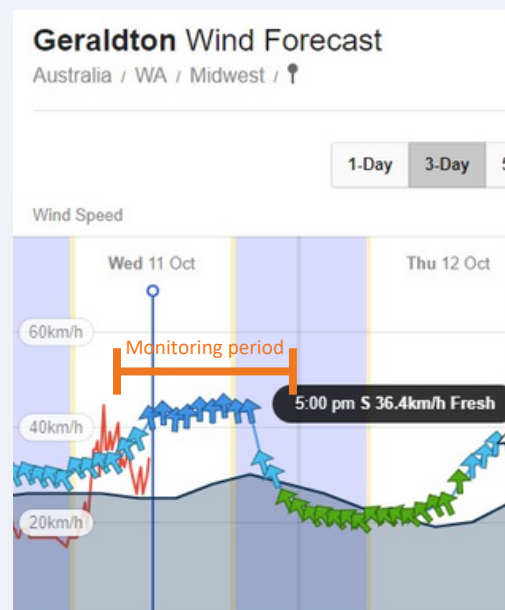 Geraldton Wind Forecast
Australia / WA / Midwest /
1-Day 3-Day 5
Wind Speed
Wed 11 Oct Thu 12 Oct
60km/h
Monitoring period
5:00 pm S 36.4km/h Fresh
40km/h
20km/h